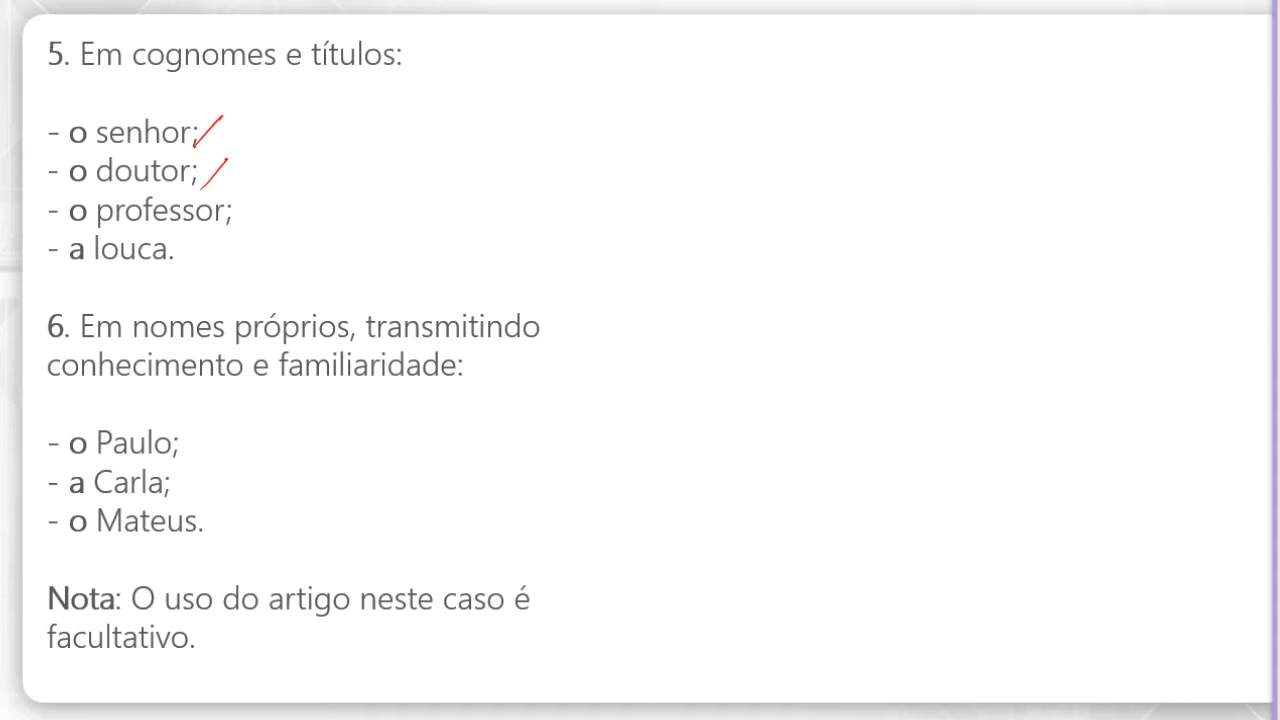 5. Em cognomes e títulos:
- o senhor;
- o doutor;
- o professor;
- a louca.
6. Em nomes próprios, transmitindo
conhecimento e familiaridade:
- o Paulo;
- a Carla;
- o Mateus.
Nota: O uso do artigo neste caso é
facultativo.